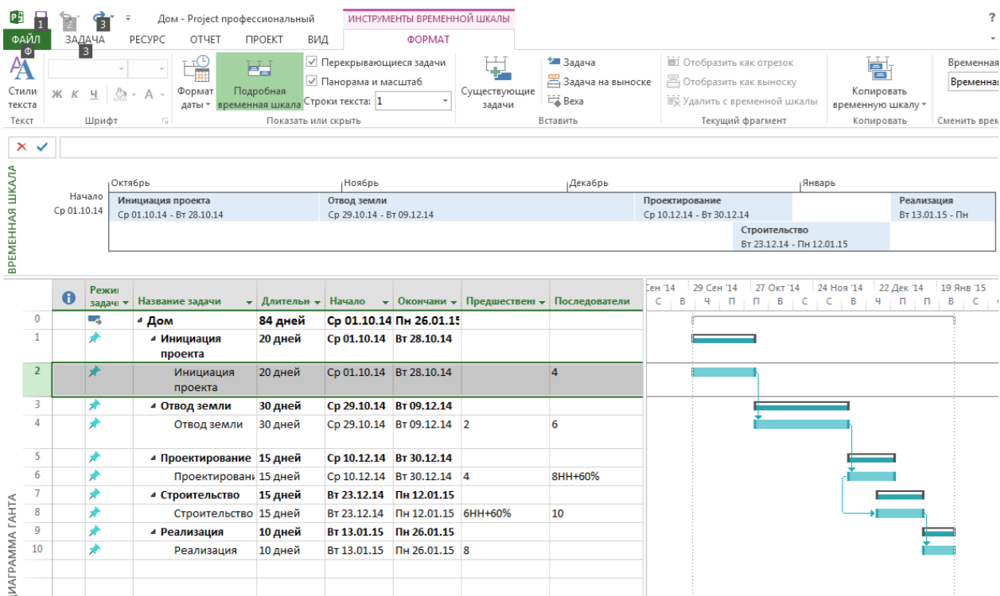 Дом - Project профессиональный
ИНСТРУМЕНТЫ ВРЕМЕННОЙ ШКАЛЫ
?
1
2
3
ФАЙЛ
ЗАДАЧА
РЕСУРС
ОТЧЕТ
ПРОЕКТ
ВИД
ФОРМАТ
Ф
З
Стили текста
Ж К Ч А
Формат даты
Подробная временная шкала
Перекрывающиеся задачи
Панорама и масштаб
Строки текста: 1
Существующие задачи
Задача
Задача на выноске
Веха
Отобразить как отрезок
Отобразить как выноску
Удалить с временной шкалы
Копировать временную шкалу
Временная
Временная
Текст
Шрифт
Показать или скрыть
Вставить
Текущий фрагмент
Копировать
Сменить врем
ВРЕМЕННАЯ ШКАЛА
Октябрь Ноябрь Декабрь Январь
Начало
Ср 01.10.14
Инициация проекта
Ср 01.10.14 - Вт 28.10.14
Отвод земли
Ср 29.10.14 - Вт 09.12.14
Проектирование
Ср 10.12.14 - Вт 30.12.14
Реализация
Вт 13.01.15 - Пн
Строительство
Вт 23.12.14 - Пн 12.01.15
ДИАГРАММА ГАНТА
Режи задачи Название задачи Длительн Начало Окончани Предшествен Последователи
Сен '14 29 Сен '14 27 Окт '14 24 Ноя '14 22 Дек '14 19 Янв '15
С В Ч П П В С С В Ч П П В С
0 Дом 84 дней Ср 01.10.14 Пн 26.01.15
1 Инициация проекта 20 дней Ср 01.10.14 Вт 28.10.14
2 Инициация проекта 20 дней Ср 01.10.14 Вт 28.10.14 4
3 Отвод земли 30 дней Ср 29.10.14 Вт 09.12.14
4 Отвод земли 30 дней Ср 29.10.14 Вт 09.12.14 2 6
5 Проектирование 15 дней Ср 10.12.14 Вт 30.12.14
6 Проектировани 15 дней Ср 10.12.14 Вт 30.12.14 4 8НН+60%
7 Строительство 15 дней Вт 23.12.14 Пн 12.01.15
8 Строительство 15 дней Вт 23.12.14 Пн 12.01.15 6НН+60% 10
9 Реализация 10 дней Вт 13.01.15 Пн 26.01.15
10 Реализация 10 дней Вт 13.01.15 Пн 26.01.15 8